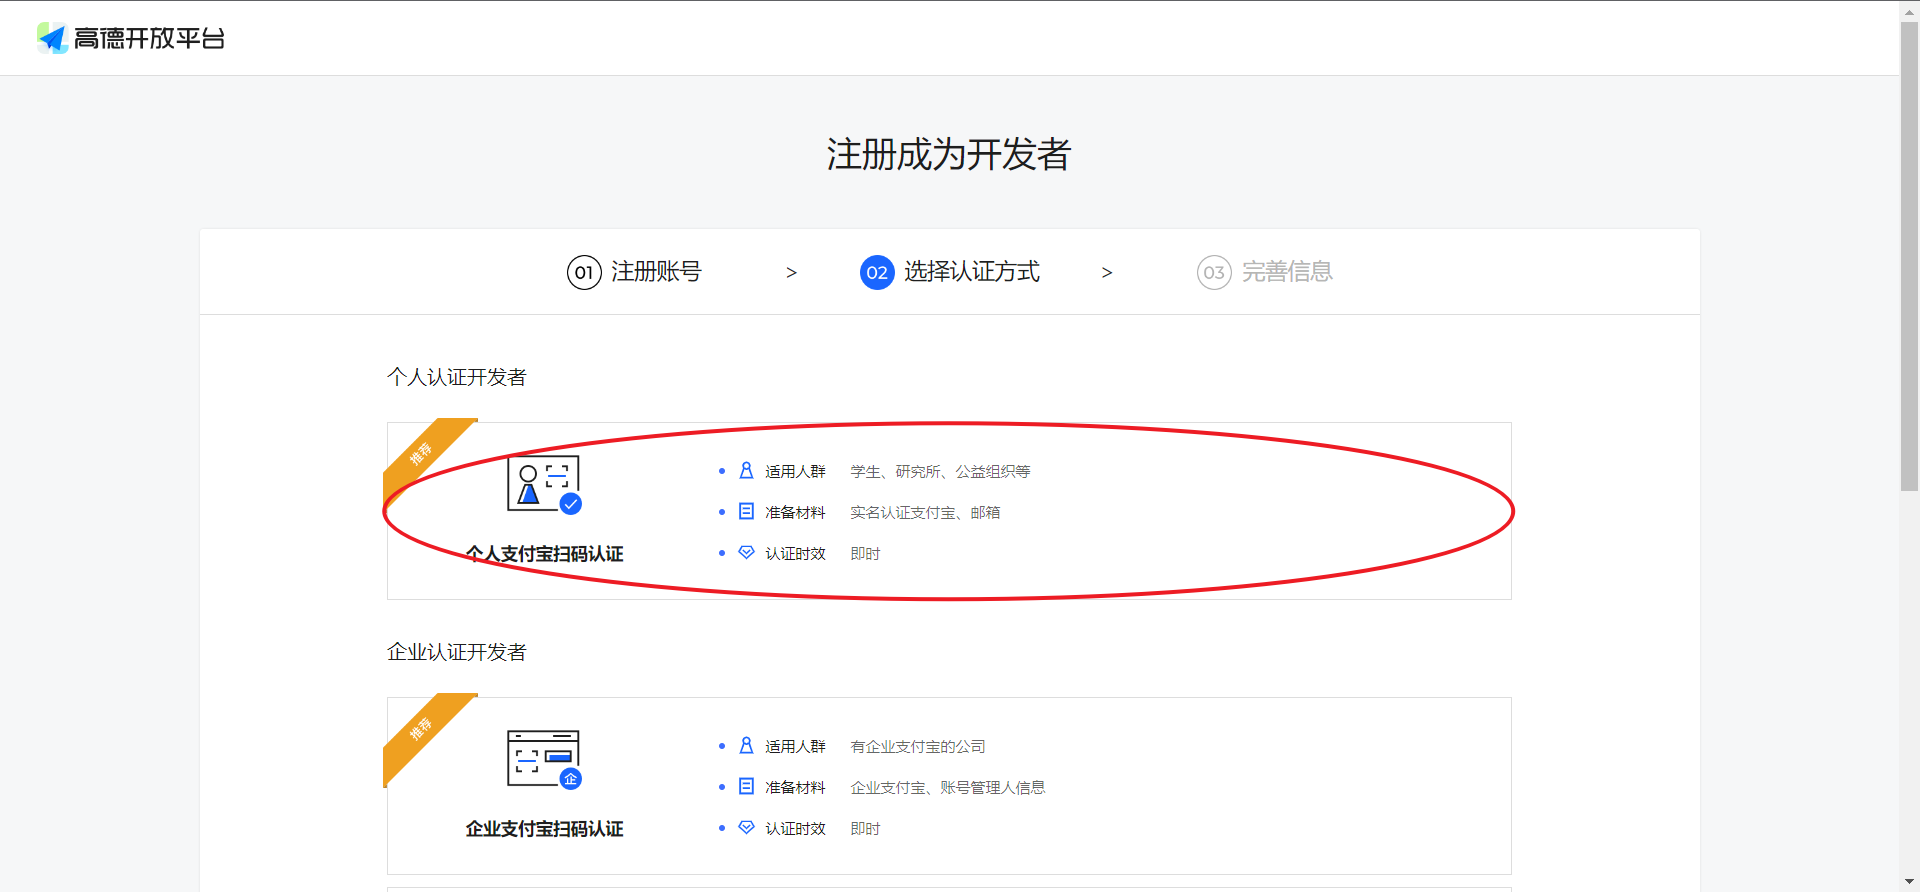 高德开放平台
注册成为开发者
01 注册账号 > 02 选择认证方式 > 03 完善信息
个人认证开发者
推荐
适用人群 学生、研究所、公益组织等
准备材料 实名认证支付宝、邮箱
认证时效 即时
个人支付宝扫码认证
企业认证开发者
推荐
企
适用人群 有企业支付宝的公司
准备材料 企业支付宝、账号管理人信息
认证时效 即时
企业支付宝扫码认证